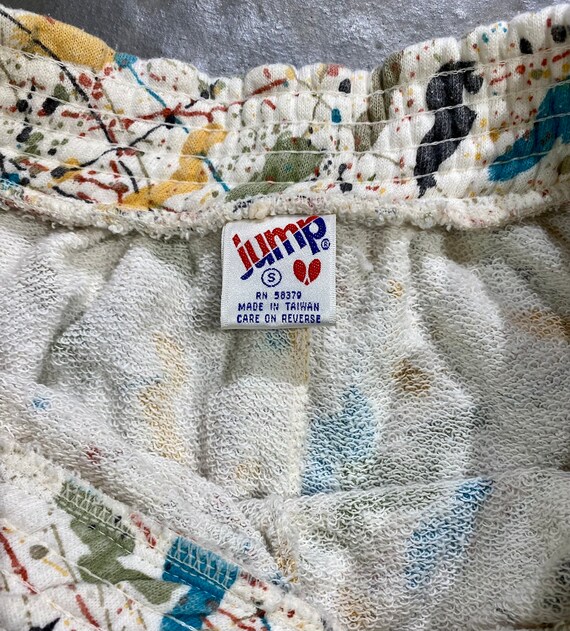 jump®
S
RN 58379
MADE IN TAIWAN
CARE ON REVERSE